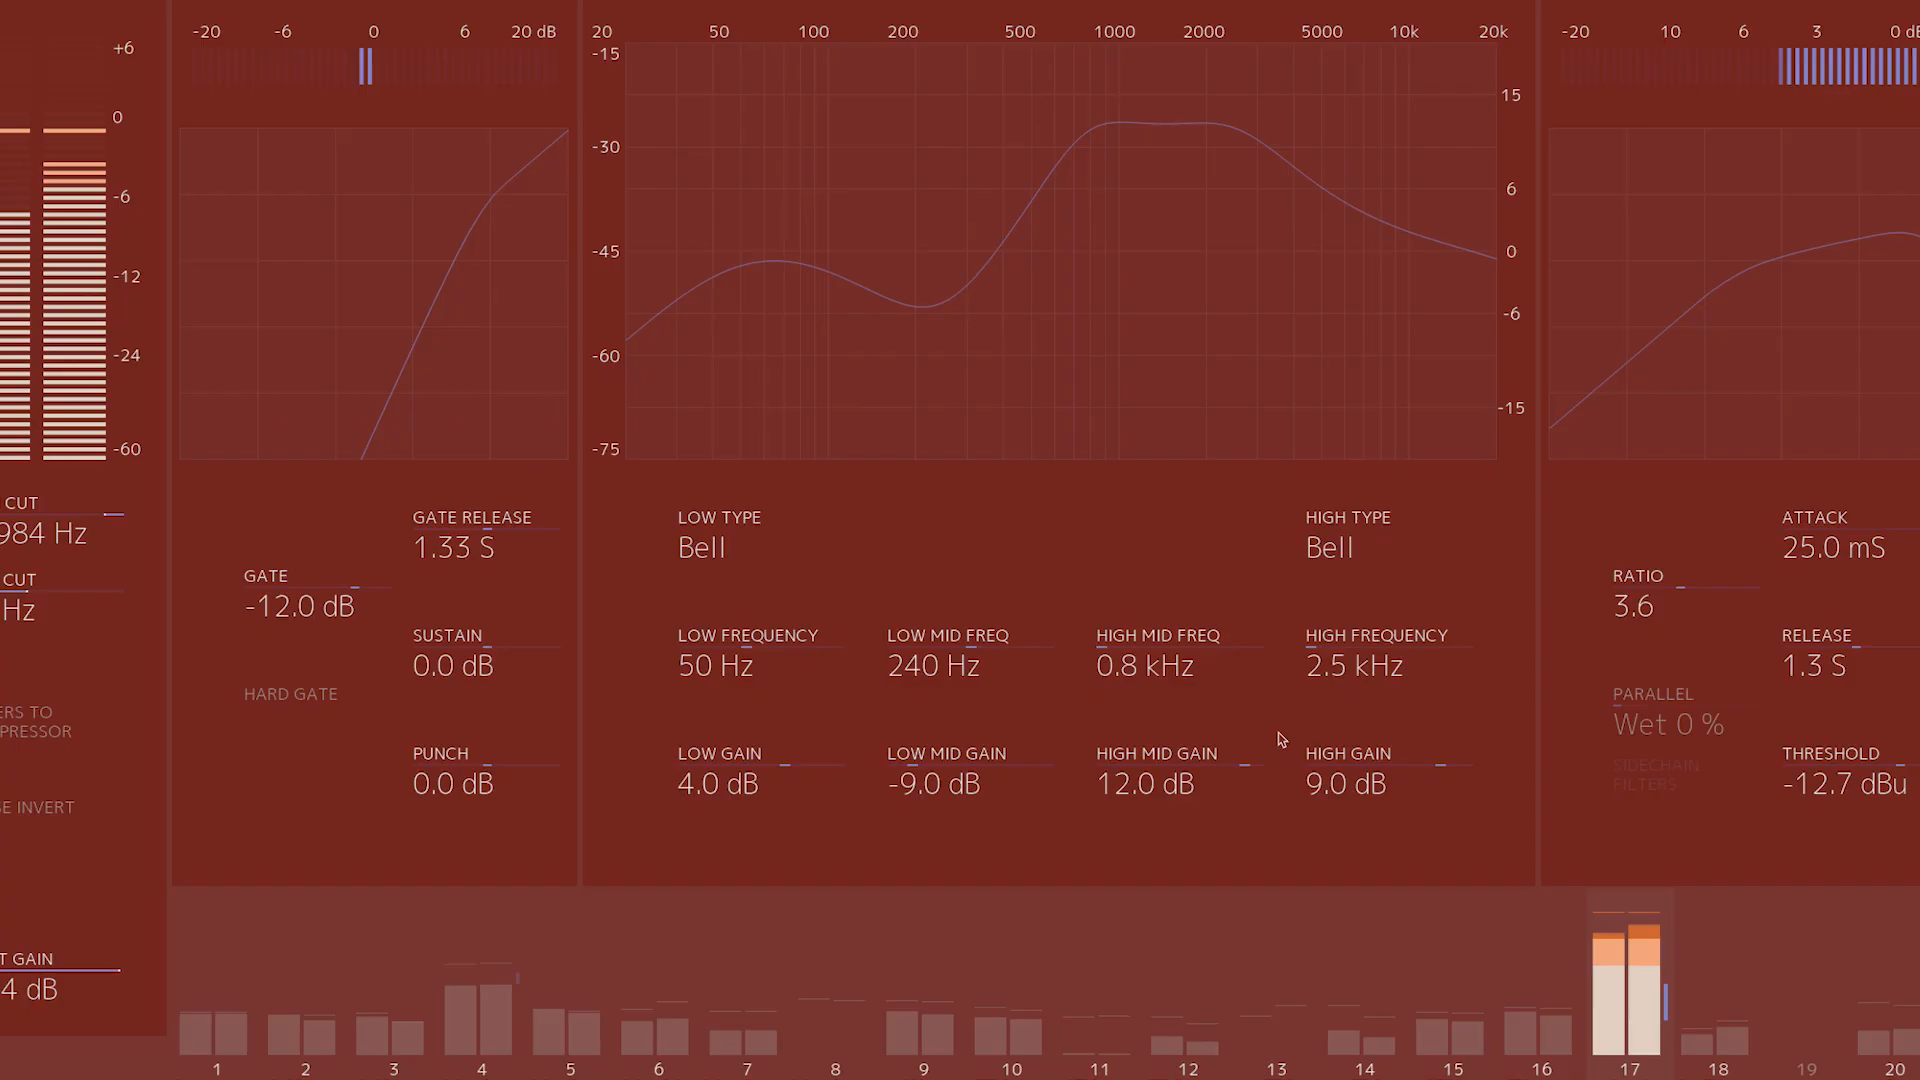 +6
0
-6
-12
-24
-60
CUT
984 Hz
CUT
Hz
ERS TO
PRESSOR
SE INVERT
T GAIN
4 dB
-20 -6 0 6 20 dB
GATE RELEASE
1.33 S
GATE
-12.0 dB
SUSTAIN
0.0 dB
HARD GATE
PUNCH
0.0 dB
20 50 100 200 500 1000 2000 5000 10k 20k
-15
-30
-45
-60
-75
15
6
0
-6
-15
LOW TYPE
Bell
HIGH TYPE
Bell
LOW FREQUENCY
50 Hz
LOW MID FREQ
240 Hz
HIGH MID FREQ
0.8 kHz
HIGH FREQUENCY
2.5 kHz
LOW GAIN
4.0 dB
LOW MID GAIN
-9.0 dB
HIGH MID GAIN
12.0 dB
HIGH GAIN
9.0 dB
-20 10 6 3 0 dB
ATTACK
25.0 mS
RATIO
3.6
RELEASE
1.3 S
PARALLEL
Wet 0 %
THRESHOLD
-12.7 dBu
SIDECHAIN
FILTERS
1 2 3 4 5 6 7 8 9 10 11 12 13 14 15 16 17 18 19 20